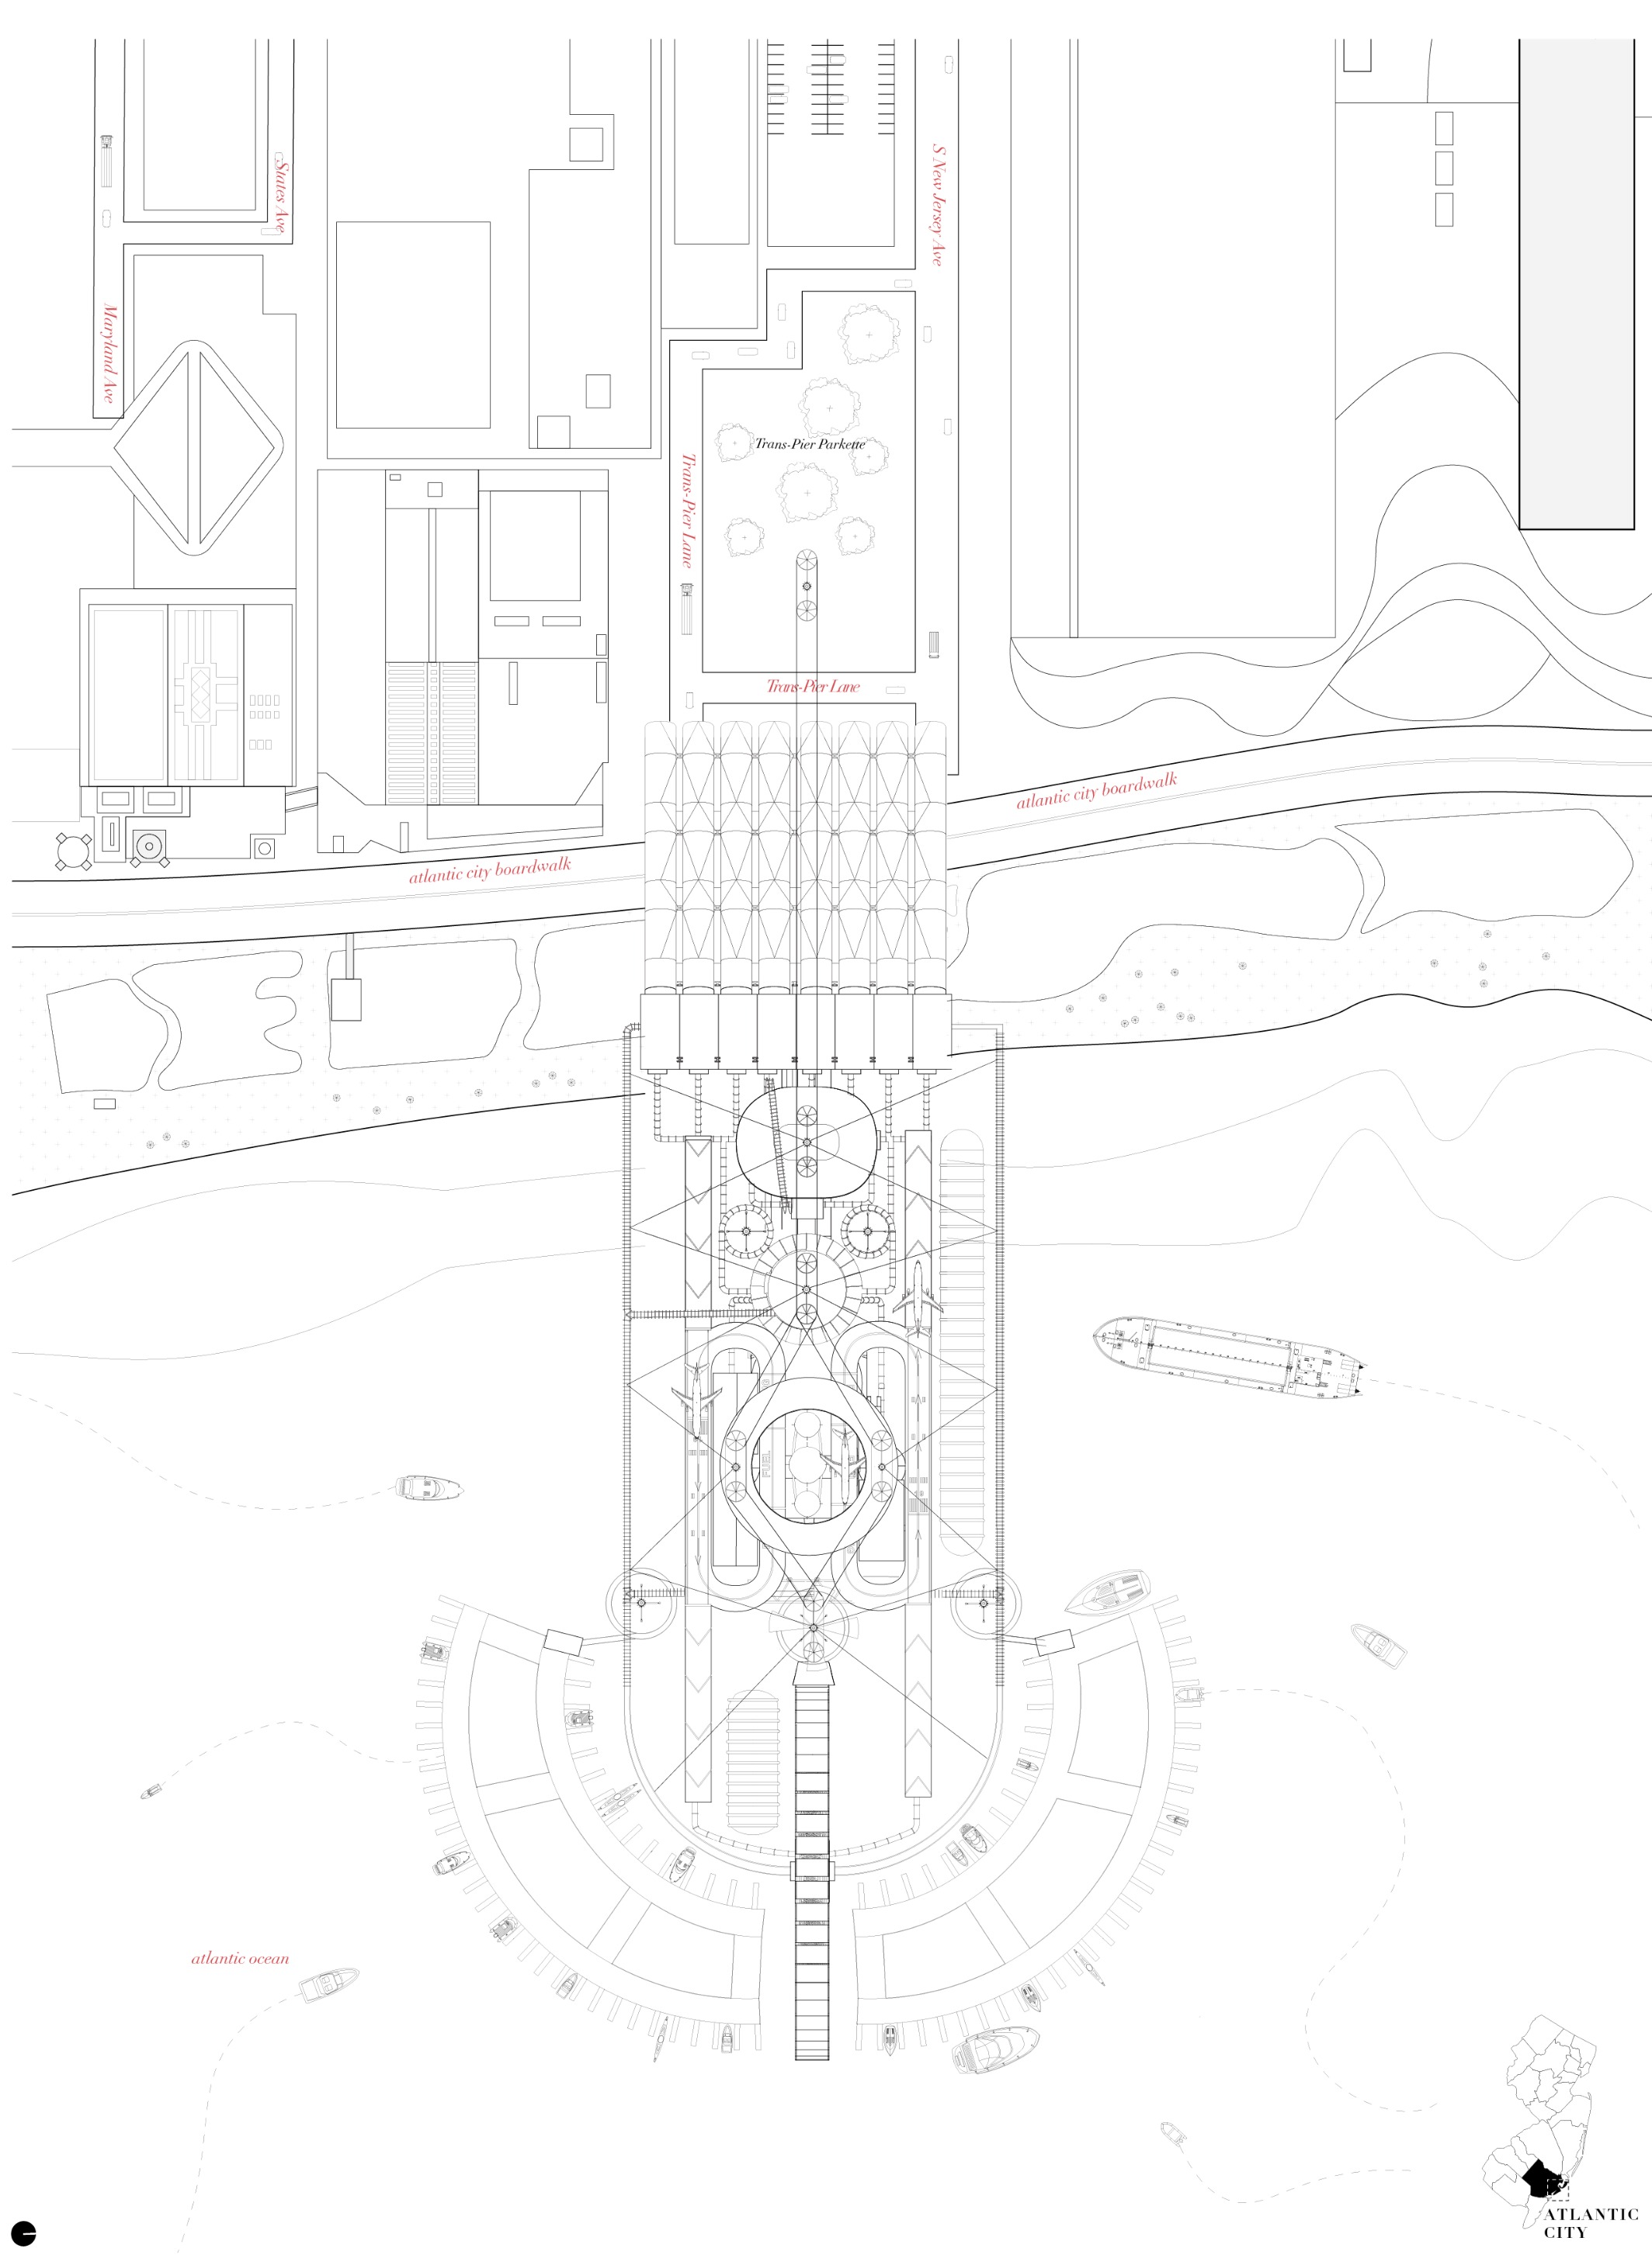 States Ave
S New Jersey Ave
Maryland Ave
Trans-Pier Parkette
Trans-Pier Lane
Trans-Pier Lane
atlantic city boardwalk
atlantic city boardwalk
FUEL
atlantic ocean
ATLANTIC
CITY